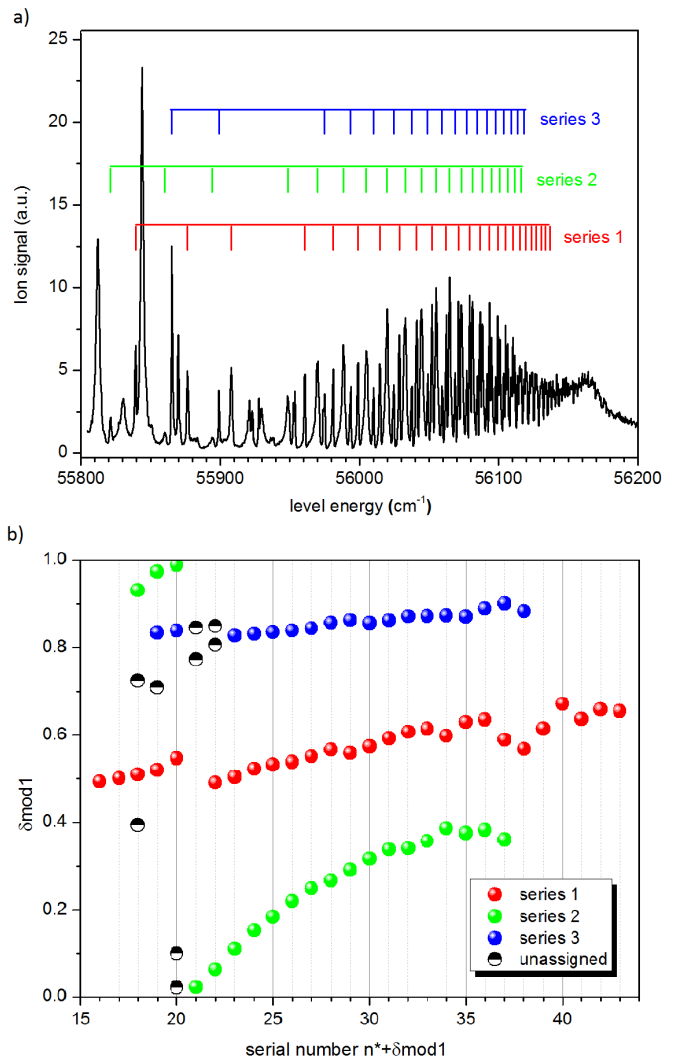 a)
25
20
15
10
5
0
Ion signal (a.u.)
series 3
series 2
series 1
55800 55900 56000 56100 56200
level energy (cm⁻¹)
b)
1.0
0.8
0.6
0.4
0.2
0.0
δmod1
series 1
series 2
series 3
unassigned
15 20 25 30 35 40
serial number n*+δmod1